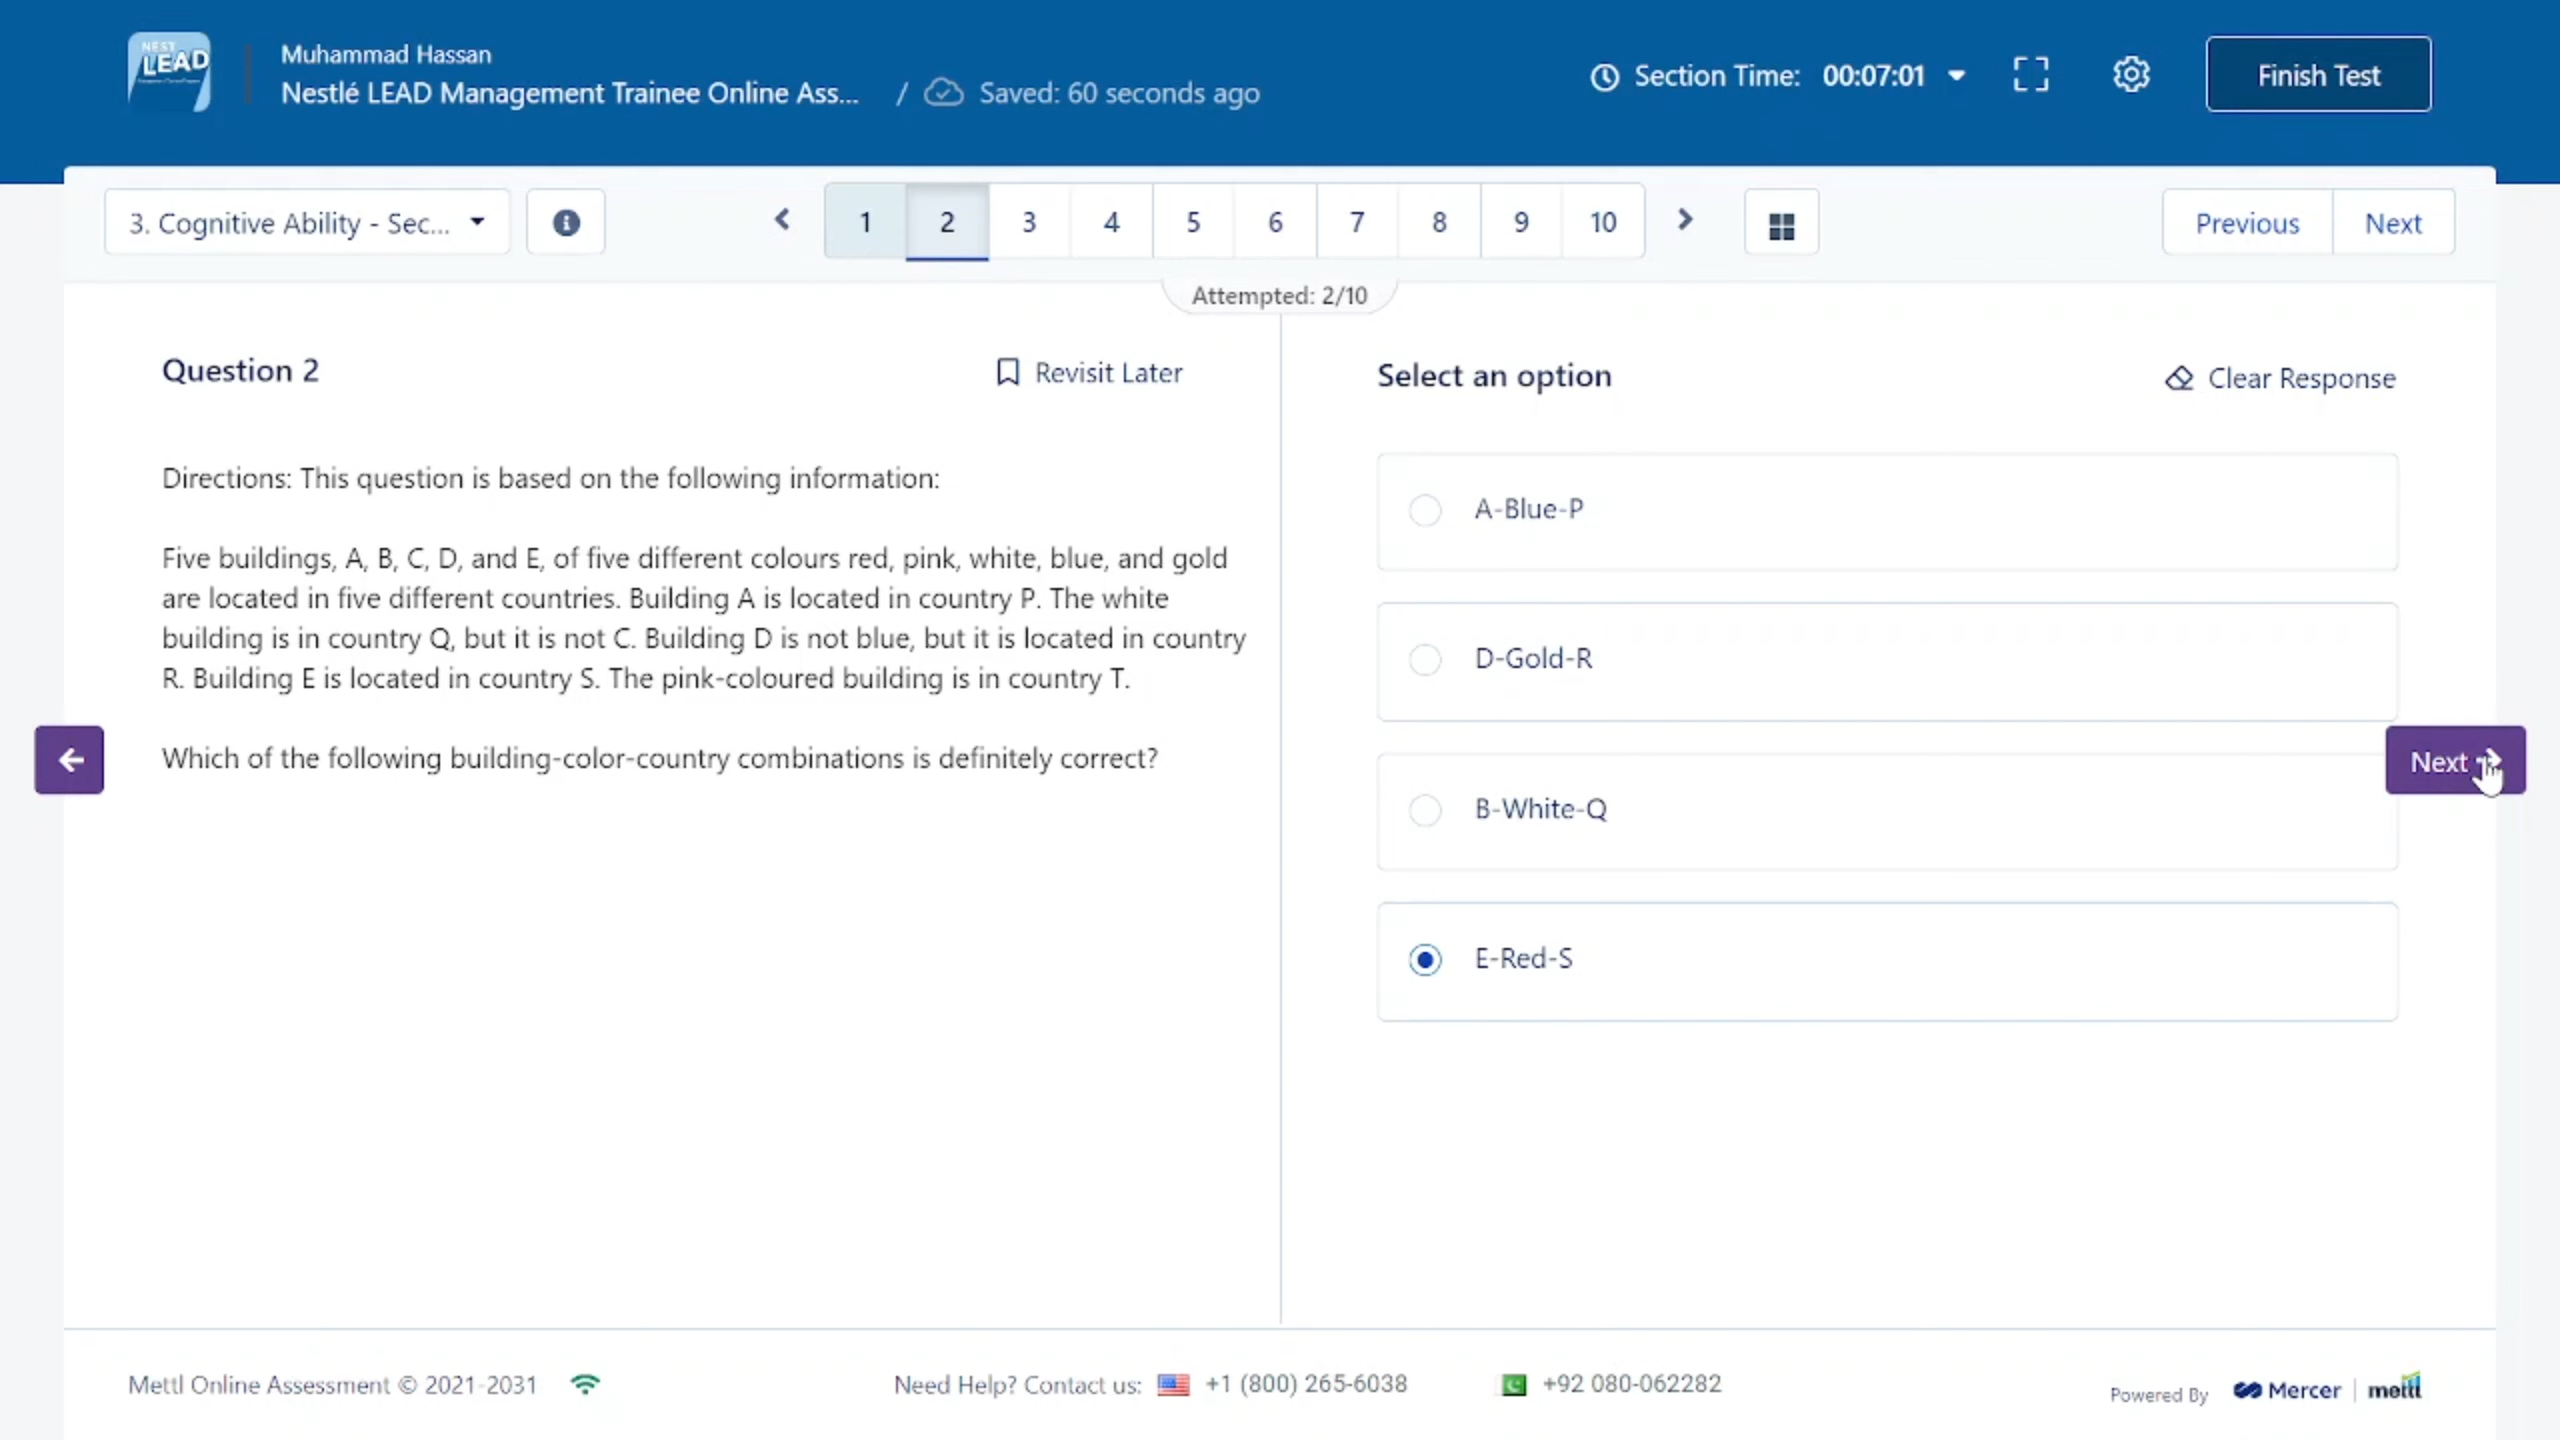 NEST
LEAD
Muhammad Hassan
Nestlé LEAD Management Trainee Online Ass... / Saved: 60 seconds ago
Section Time: 00:07:01
Finish Test
3. Cognitive Ability - Sec...
1 2 3 4 5 6 7 8 9 10
Previous Next
Attempted: 2/10
Question 2
Revisit Later
Directions: This question is based on the following information:
Five buildings, A, B, C, D, and E, of five different colours red, pink, white, blue, and gold
are located in five different countries. Building A is located in country P. The white
building is in country Q, but it is not C. Building D is not blue, but it is located in country
R. Building E is located in country S. The pink-coloured building is in country T.
Which of the following building-color-country combinations is definitely correct?
Select an option
Clear Response
A-Blue-P
D-Gold-R
B-White-Q
E-Red-S
Next
Mettl Online Assessment © 2021-2031
Need Help? Contact us: +1 (800) 265-6038 +92 080-062282
Powered By Mercer | mettl